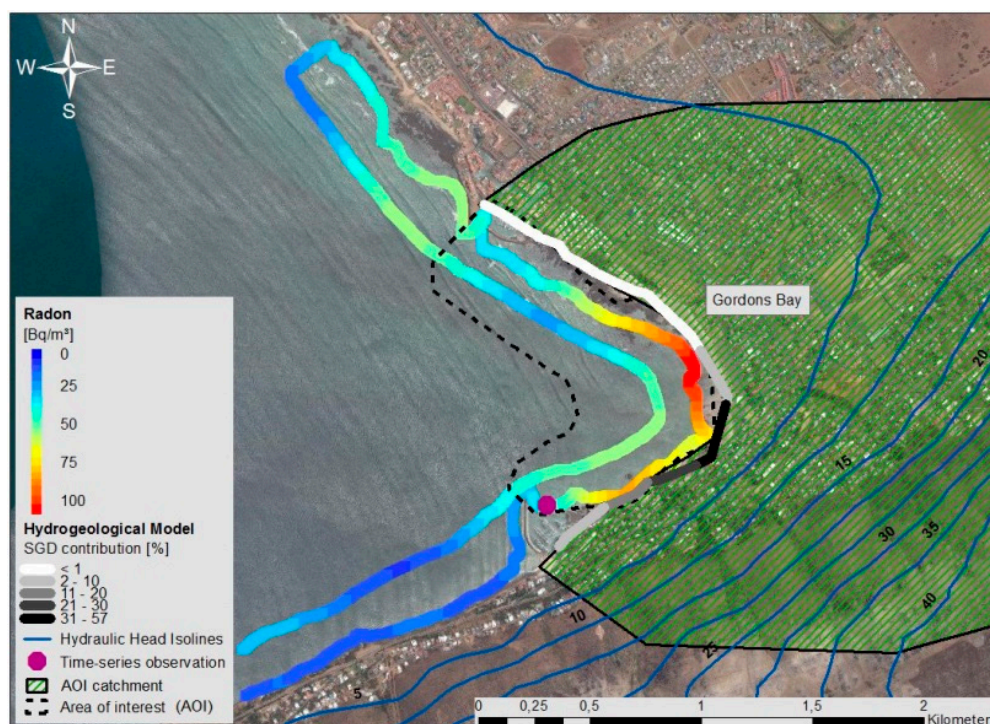 N
W E
S
Gordons Bay
Radon
[Bq/m³]
0
25
50
75
100
Hydrogeological Model
SGD contribution [%]
< 1
2 - 10
11 - 20
21 - 30
31 - 57
Hydraulic Head Isolines
Time-series observation
AOI catchment
Area of interest (AOI)
20
15
30
35
40
10
25
5
0 0,25 0,5 1 1,5 2
Kilometer